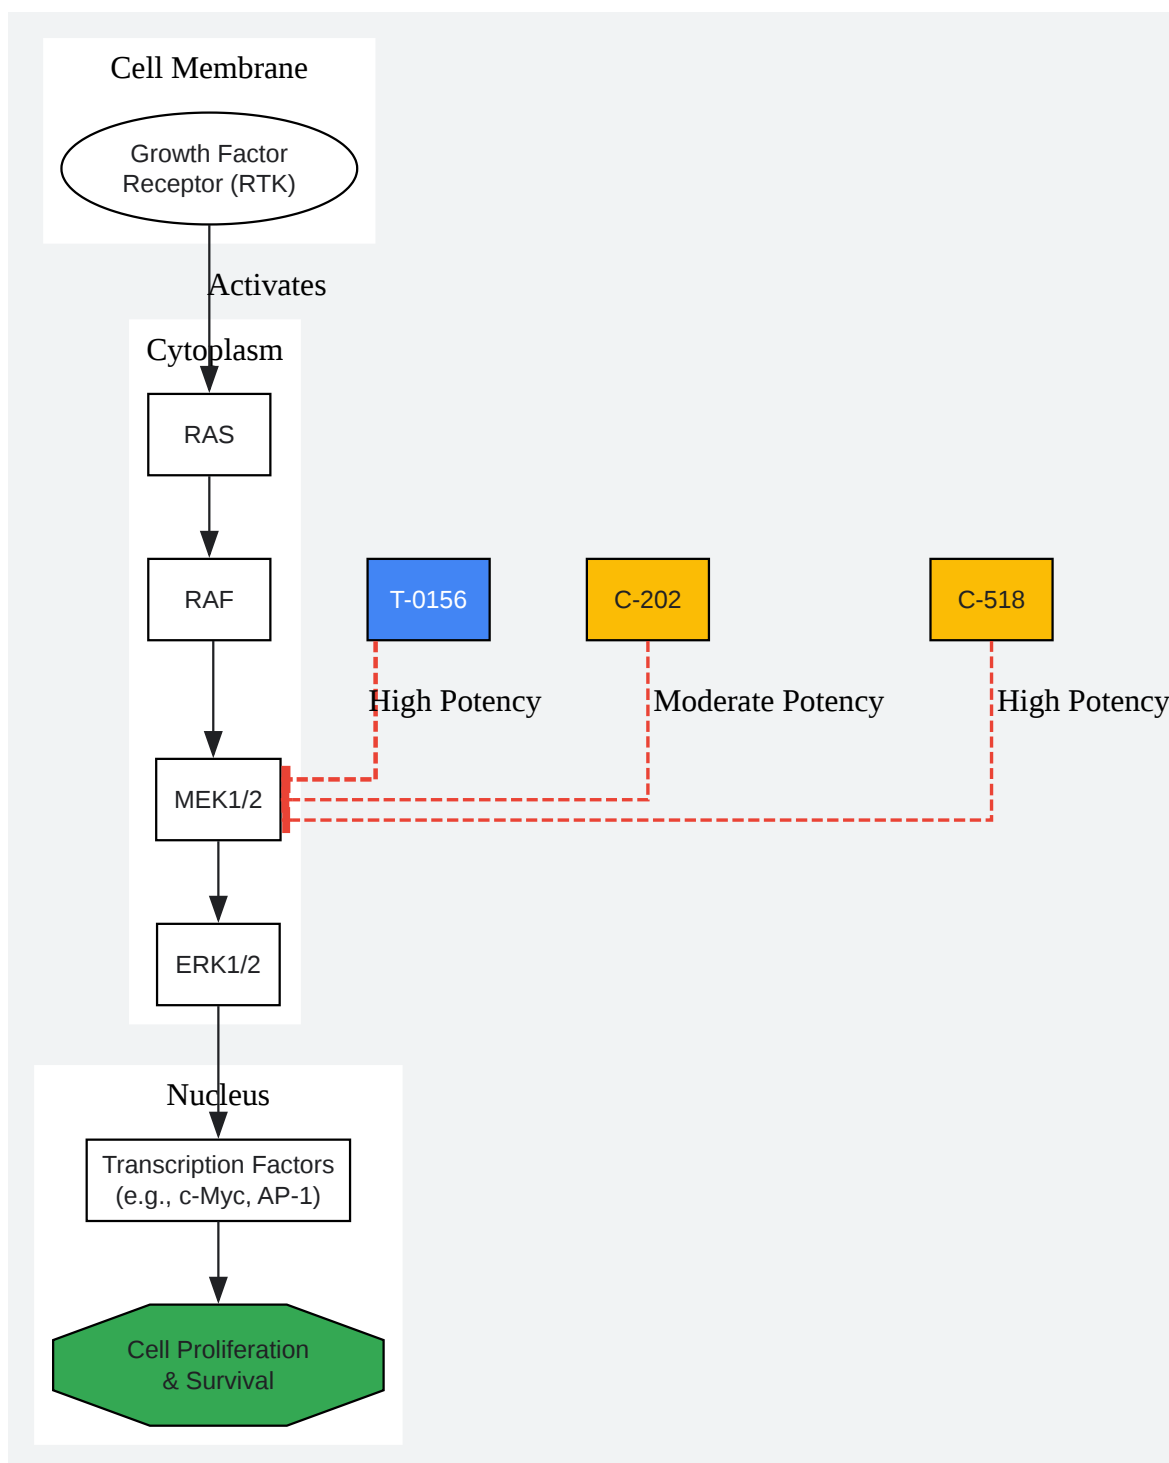 Cell Membrane
Growth Factor
Receptor (RTK)
Activates
Cytoplasm
RAS
RAF
T-0156
C-202
C-518
High Potency
Moderate Potency
High Potency
MEK1/2
ERK1/2
Nucleus
Transcription Factors
(e.g., c-Myc, AP-1)
Cell Proliferation
& Survival